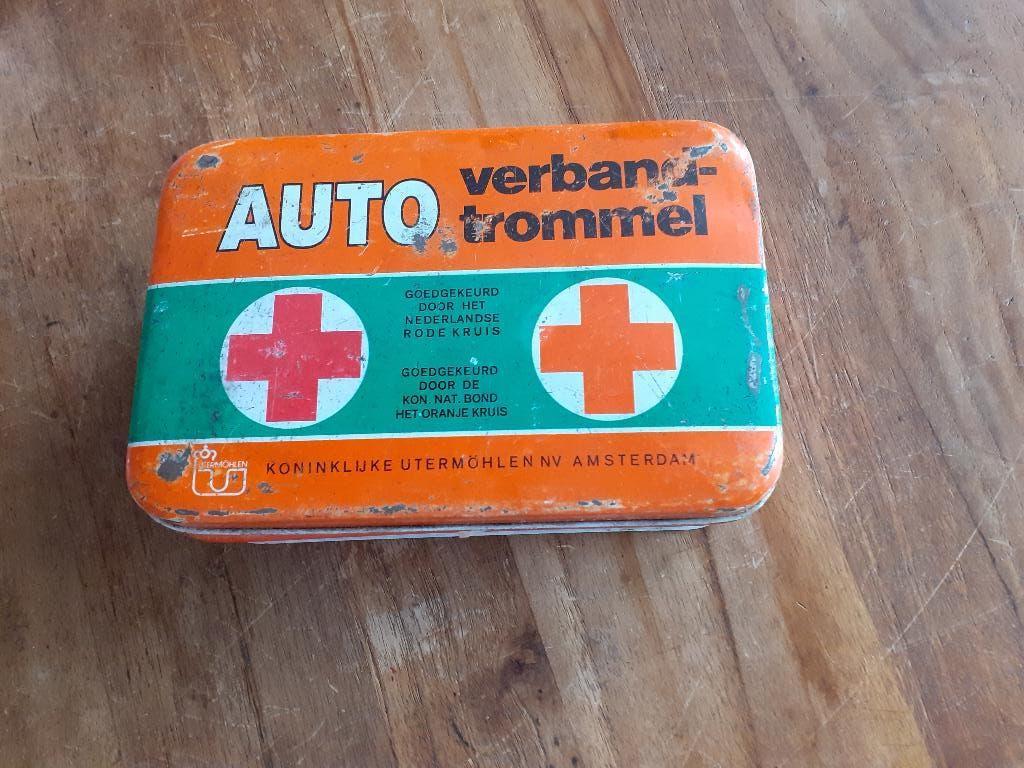 AUTO verband-
trommel
GOEDGEKEURD
DOOR HET
NEDERLANDSE
RODE KRUIS
GOEDGEKEURD
DOOR DE
KON. NAT. BOND
HET ORANJE KRUIS
UTERMÖHLEN
KONINKLIJKE UTERMÖHLEN NV AMSTERDAM